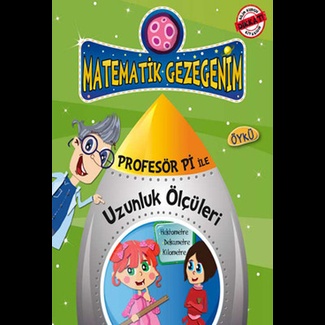 MATEMATİK GEZEGENİM
ÖYKÜ
PROFESÖR Pİ İLE
Uzunluk Ölçüleri
Hektometre
Dekametre
Kilometre